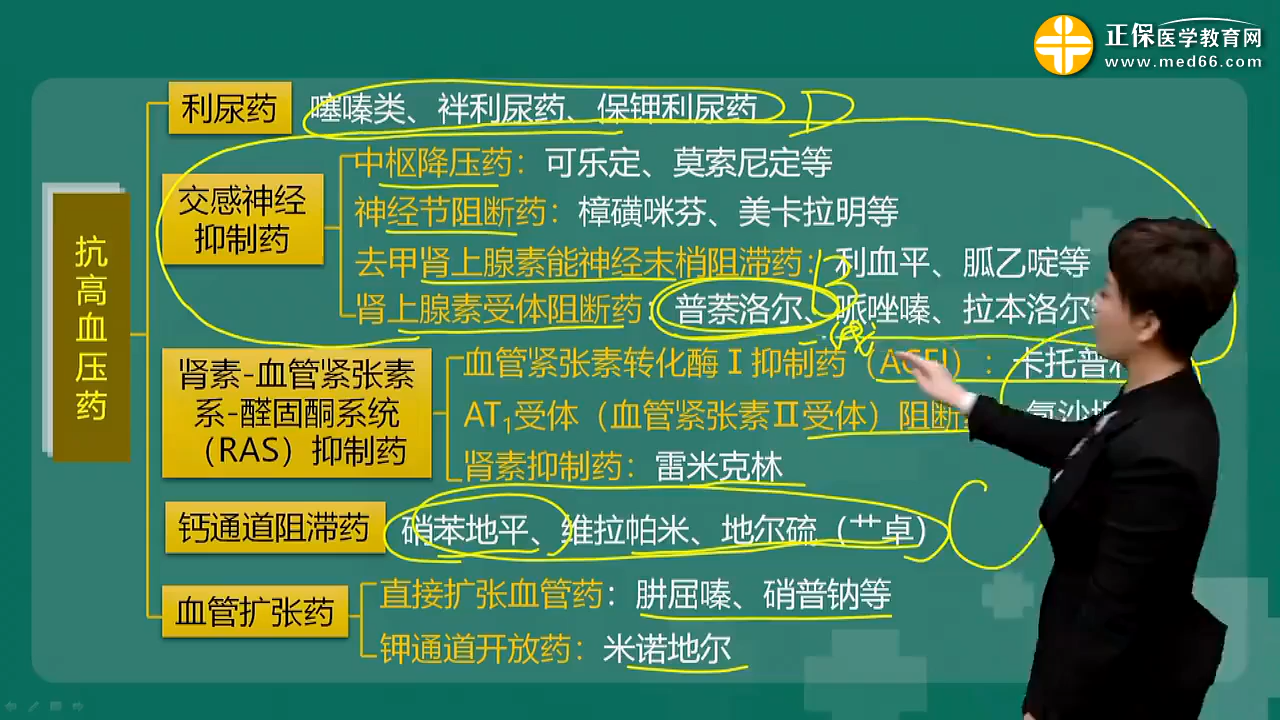 正保医学教育网
www.med66.com
抗高血压药
利尿药
噻嗪类、袢利尿药、保钾利尿药
D
交感神经
抑制药
中枢降压药：可乐定、莫索尼定等
神经节阻断药：樟磺咪芬、美卡拉明等
去甲肾上腺素能神经末梢阻滞药：利血平、胍乙啶等
肾上腺素受体阻断药：普萘洛尔、哌唑嗪、拉本洛尔
B
肾素-血管紧张素
系-醛固酮系统
（RAS）抑制药
血管紧张素转化酶Ⅰ抑制药（ACEI）：卡托普
AT1受体（血管紧张素Ⅱ受体）阻断
氯沙
肾素抑制药：雷米克林
钙通道阻滞药
硝苯地平、维拉帕米、地尔硫（艹卓）
C
血管扩张药
直接扩张血管药：肼屈嗪、硝普钠等
钾通道开放药：米诺地尔